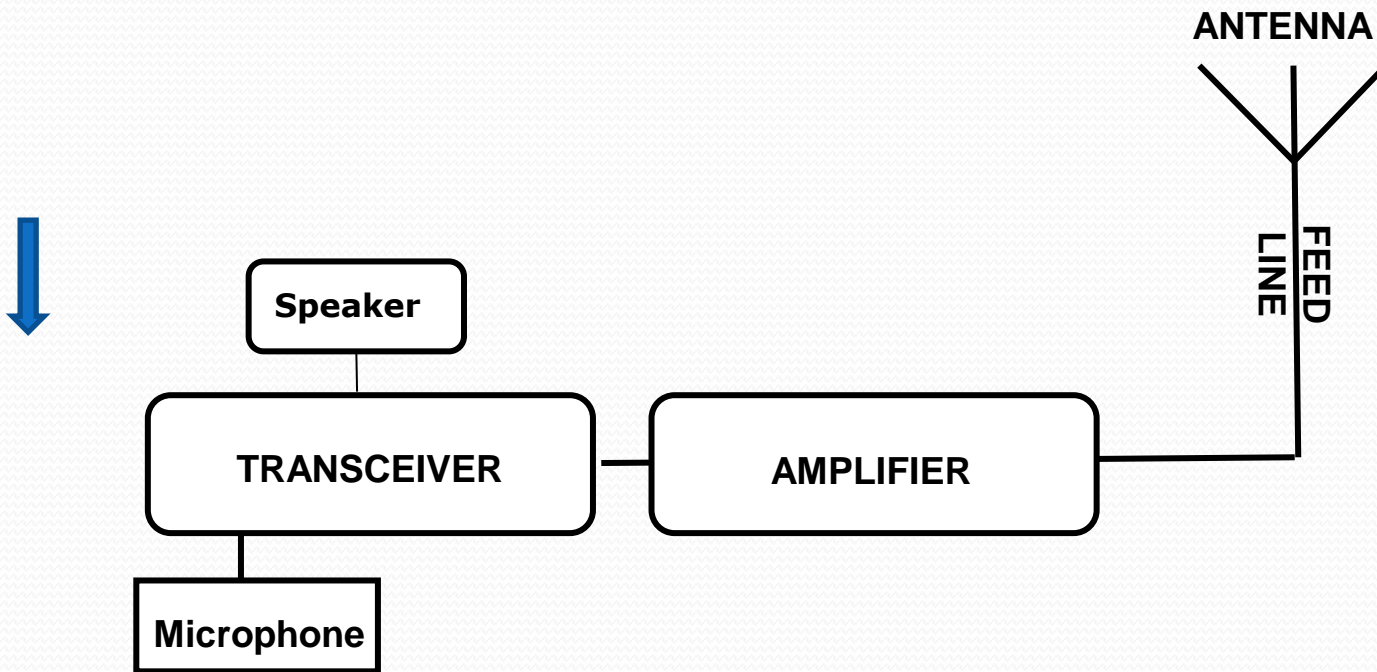 ANTENNA
FEED
LINE
Speaker
TRANSCEIVER
AMPLIFIER
Microphone